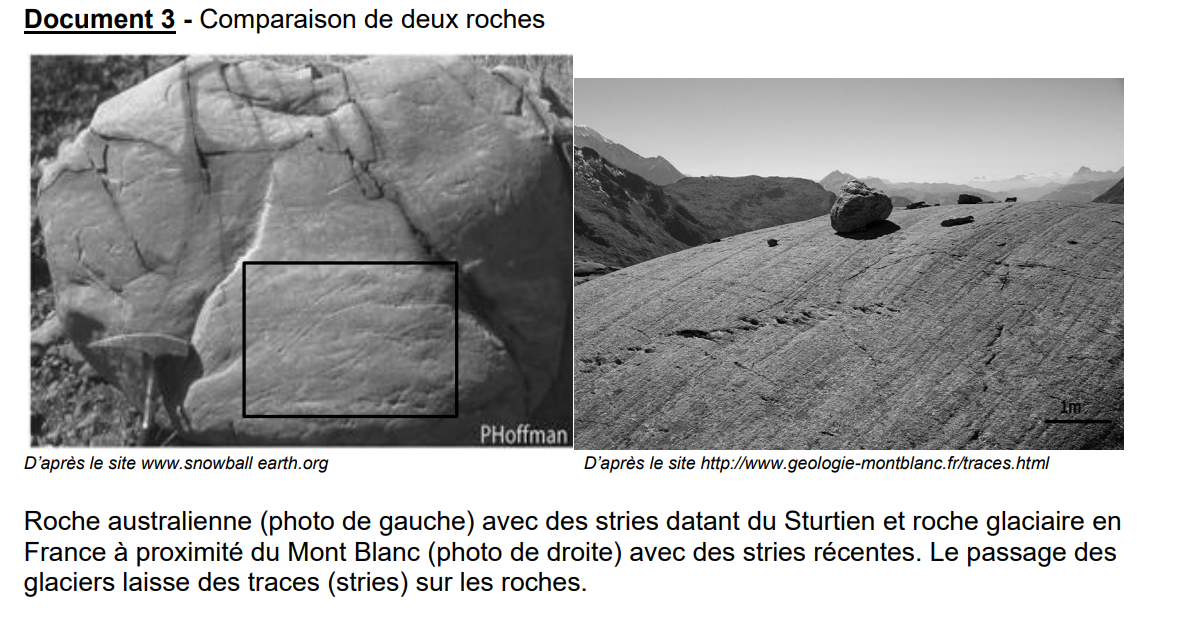 Document 3 - Comparaison de deux roches
PHoffman
1m
D'après le site www.snowball earth.org
D'après le site http://www.geologie-montblanc.fr/traces.html
Roche australienne (photo de gauche) avec des stries datant du Sturtien et roche glaciaire en
France à proximité du Mont Blanc (photo de droite) avec des stries récentes. Le passage des
glaciers laisse des traces (stries) sur les roches.